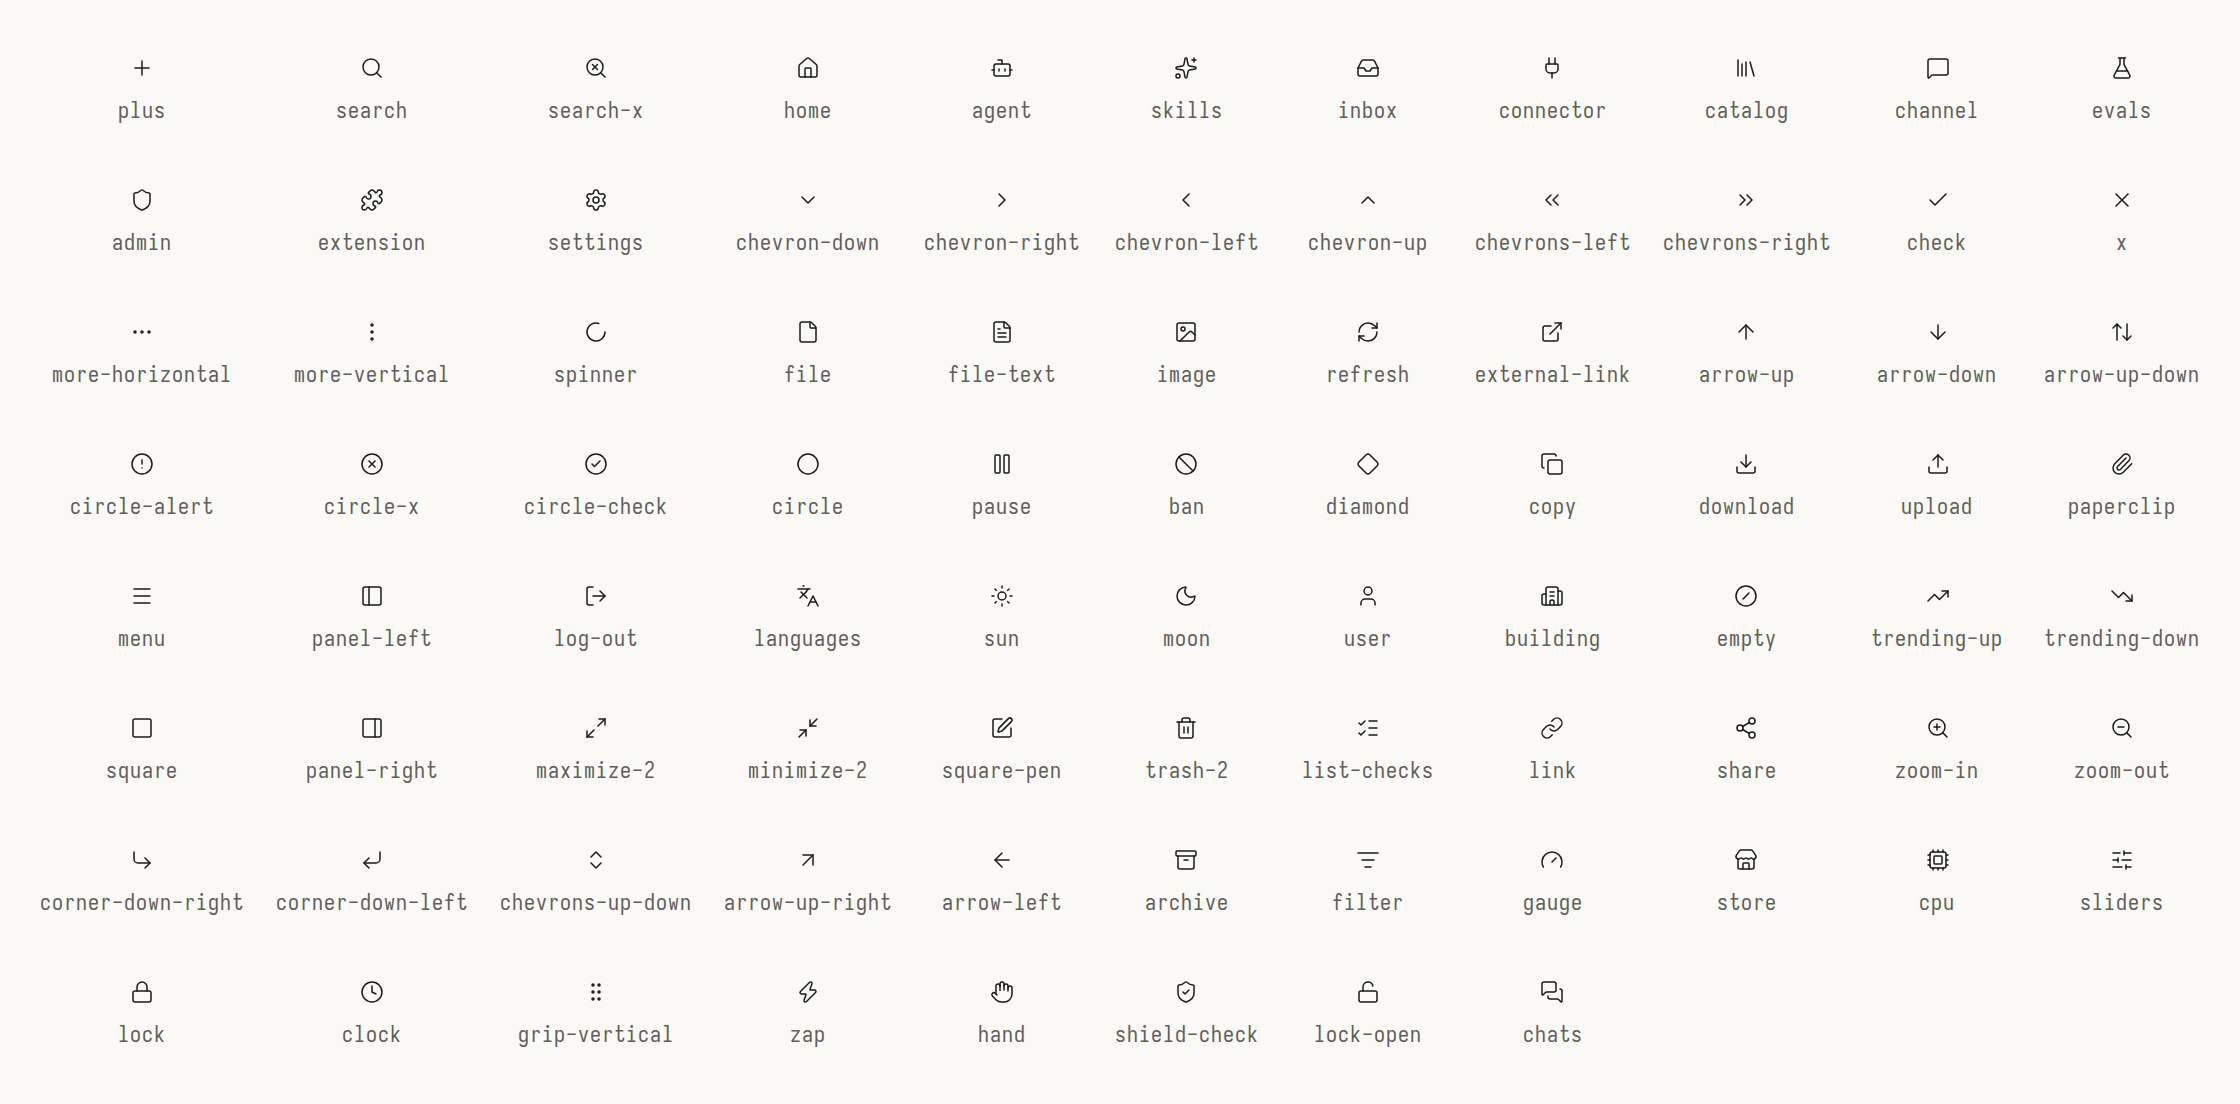 plus search search-x home agent skills inbox connector catalog channel evals
admin extension settings chevron-down chevron-right chevron-left chevron-up chevrons-left chevrons-right check x
more-horizontal more-vertical spinner file file-text image refresh external-link arrow-up arrow-down arrow-up-down
circle-alert circle-x circle-check circle pause ban diamond copy download upload paperclip
menu panel-left log-out languages sun moon user building empty trending-up trending-down
square panel-right maximize-2 minimize-2 square-pen trash-2 list-checks link share zoom-in zoom-out
corner-down-right corner-down-left chevrons-up-down arrow-up-right arrow-left archive filter gauge store cpu sliders
lock clock grip-vertical zap hand shield-check lock-open chats